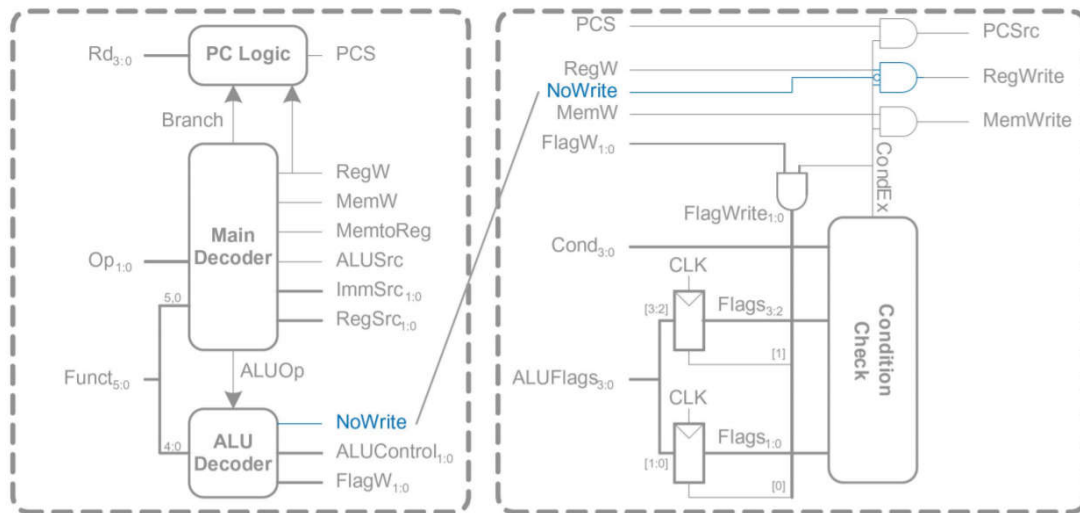 Rd3:0
PC Logic
PCS
Branch
RegW
MemW
MemtoReg
Main
Decoder
Op1:0
ALUSrc
ImmSrc1:0
5,0
RegSrc1:0
Funct5:0
ALUOp
NoWrite
ALU
Decoder
4:0
ALUControl1:0
FlagW1:0
PCS
PCSrc
RegW
NoWrite
RegWrite
MemW
MemWrite
FlagW1:0
CondEx
FlagWrite1:0
Cond3:0
CLK
[3:2]
Flags3:2
Condition
Check
[1]
ALUFlags3:0
CLK
Flags1:0
[1:0]
[0]